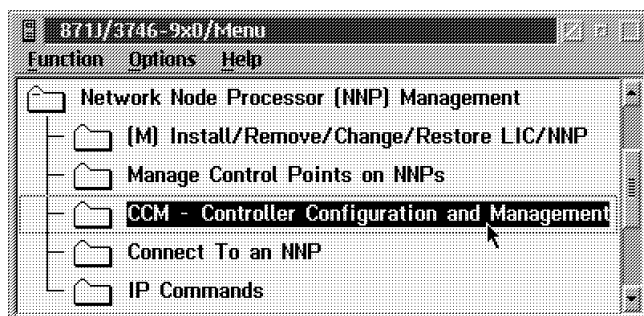 871J/3746-9x0/Menu
Function Options Help
Network Node Processor (NNP) Management
(M) Install/Remove/Change/Restore LIC/NNP
Manage Control Points on NNPs
CCM - Controller Configuration and Management
Connect To an NNP
IP Commands